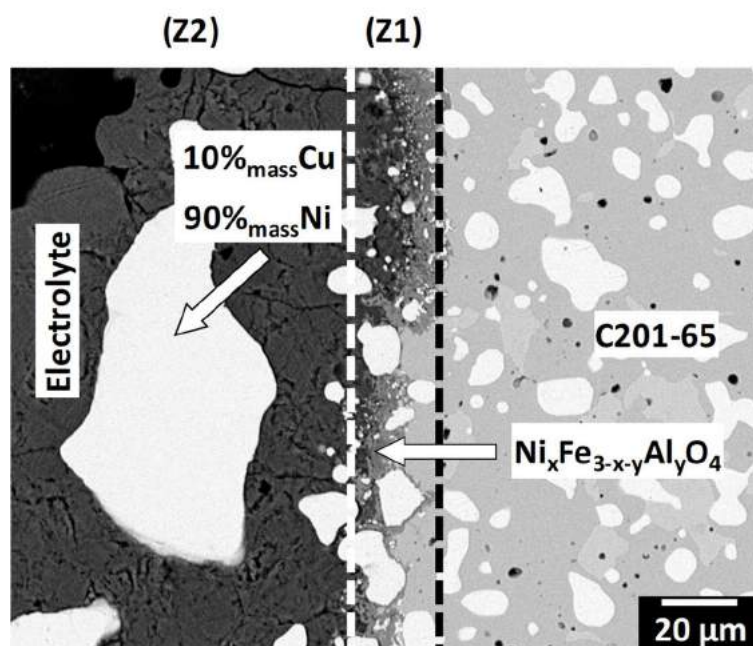 (Z2) (Z1)
10%massCu
90%massNi
Electrolyte
C201-65
NixFe3-x-yAlyO4
20 µm